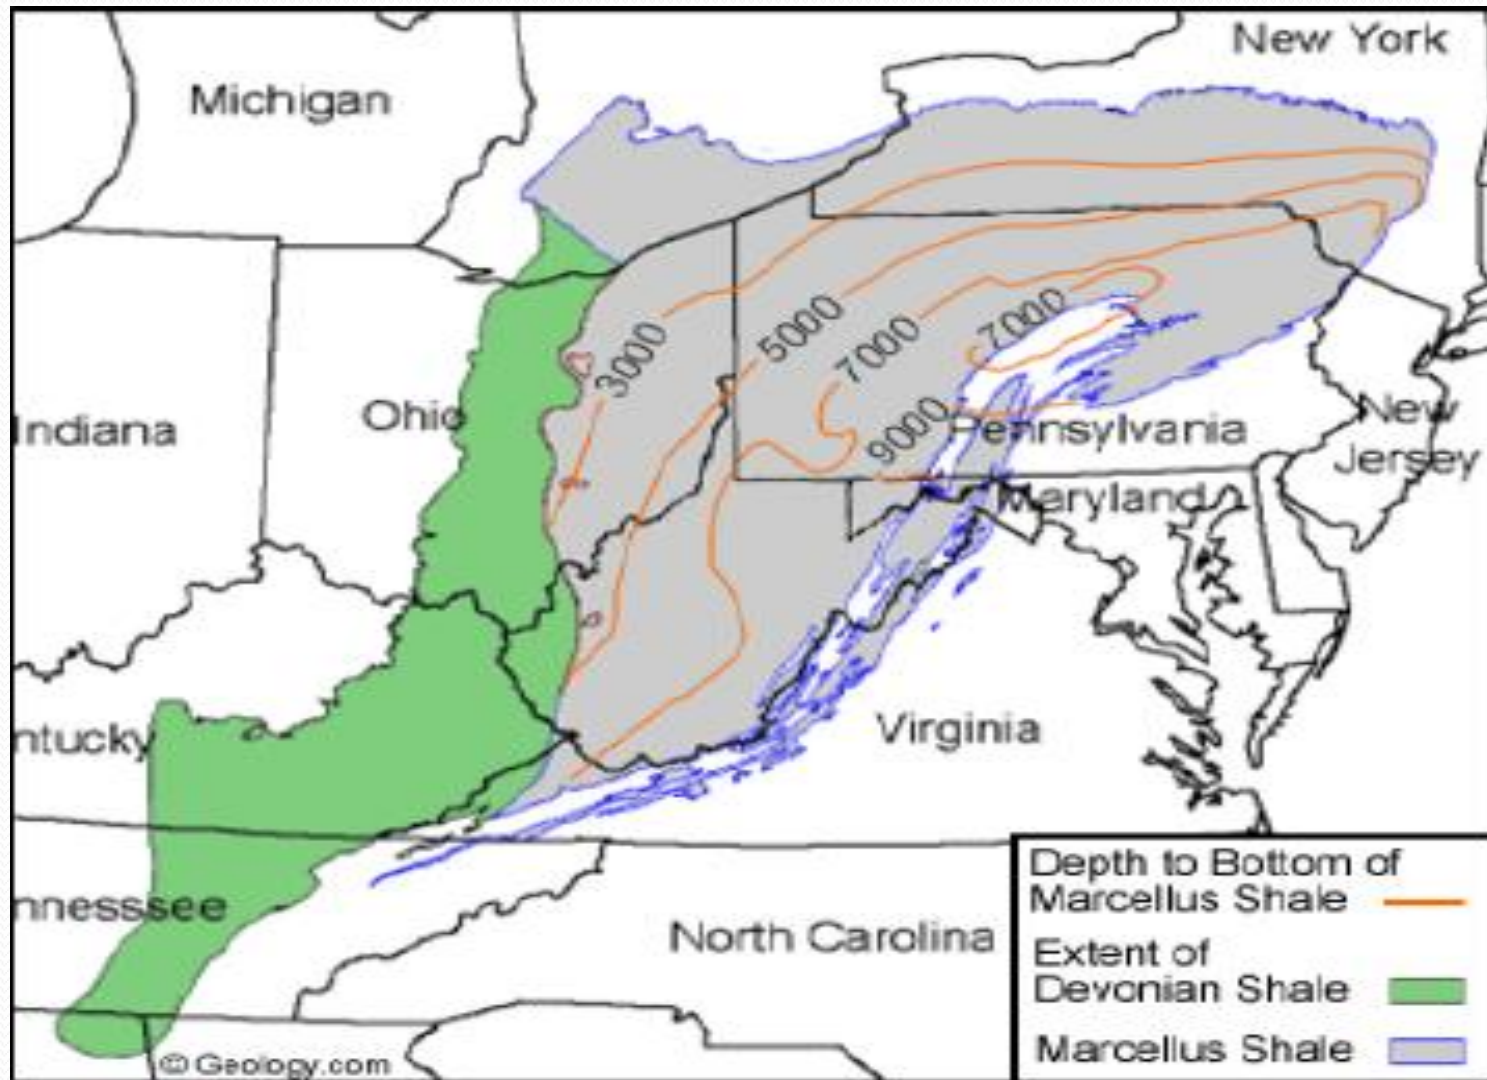 New York
Michigan
3000
5000
7000
7000
9000
Ohio
Indiana
Pennsylvania
New
Jersey
Maryland
ntucky
Virginia
nnesssee
North Carolina
Depth to Bottom of
Marcellus Shale
Extent of
Devonian Shale
Marcellus Shale
© Geology.com